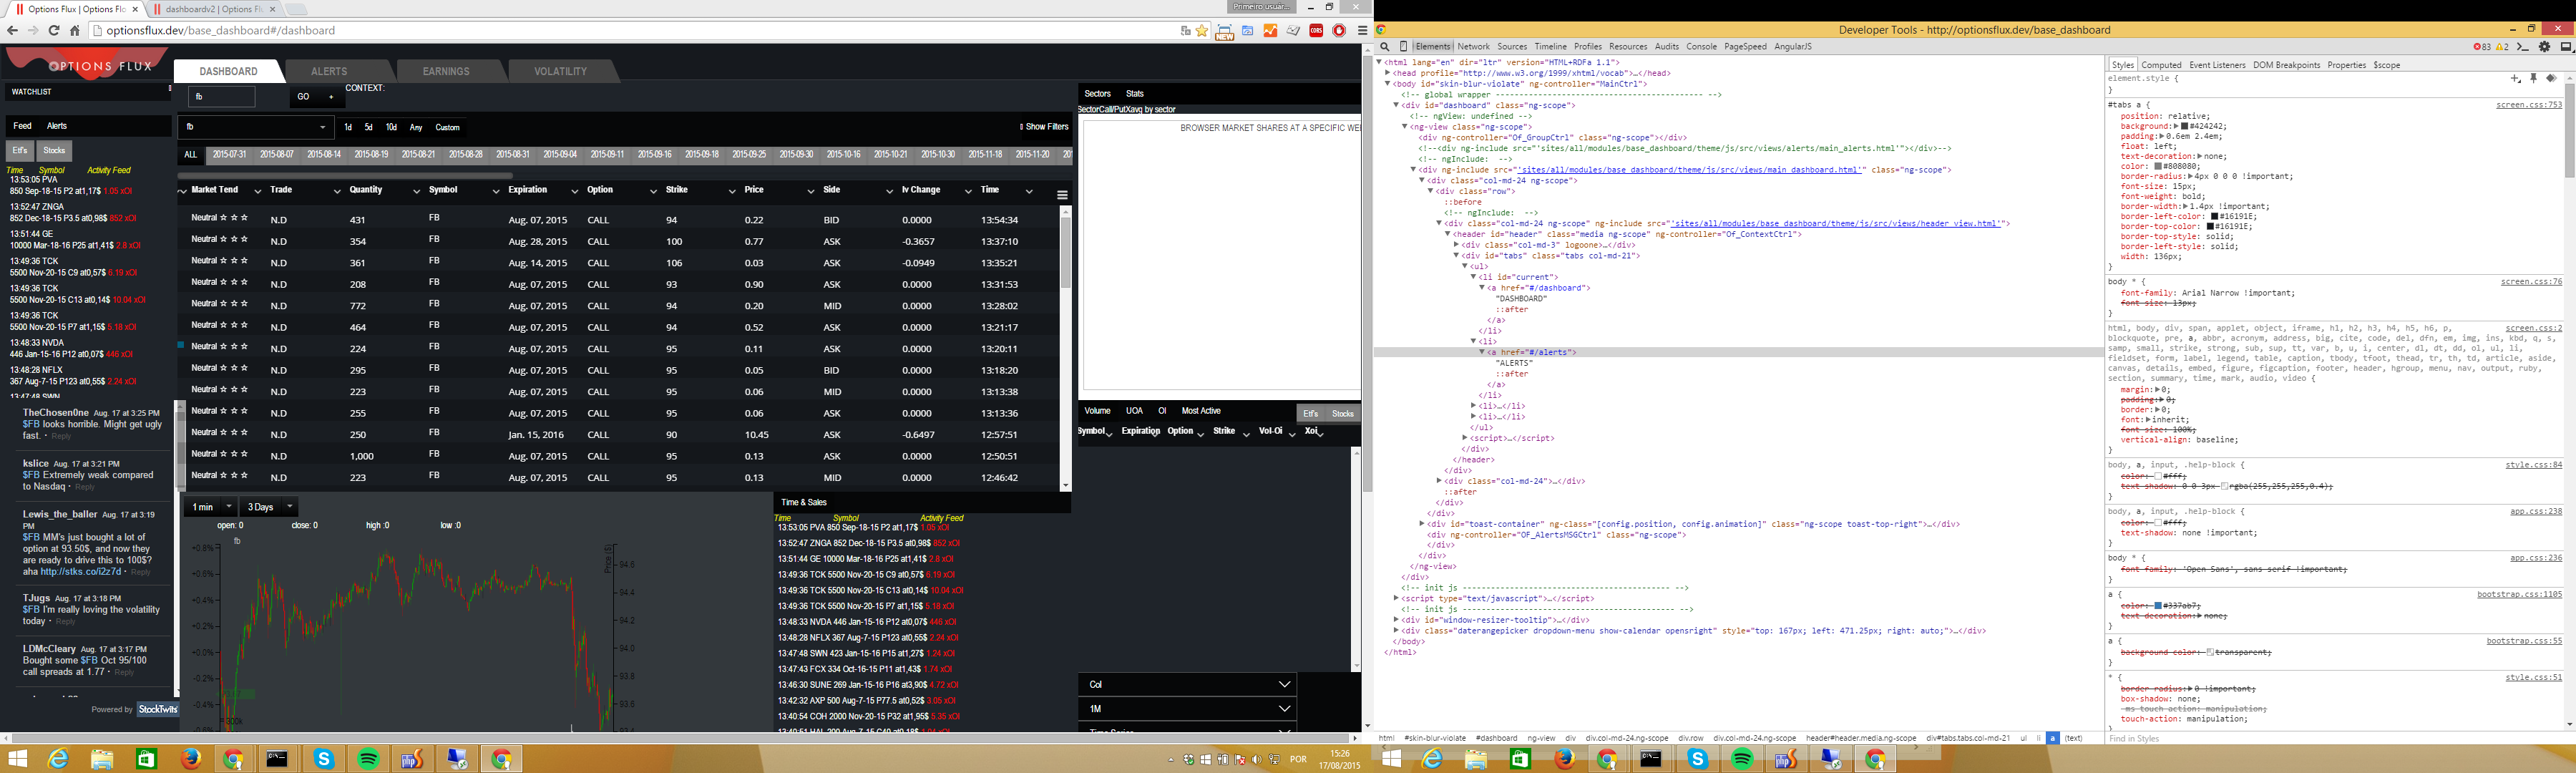 Options Flux | Options Flo
dashboardv2 | Options Flu
Primeiro usuár...
optionsflux.dev/base_dashboard#/dashboard
OPTIONS FLUX
DASHBOARD
ALERTS
EARNINGS
VOLATILITY
WATCHLIST
fb
GO +
CONTEXT:
Feed Alerts
fb
1d 5d 10d Any Custom
Show Filters
Etf's Stocks
ALL 2015-07-31 2015-08-07 2015-08-14 2015-08-19 2015-08-21 2015-08-28 2015-08-31 2015-09-04 2015-09-11 2015-09-16 2015-09-18 2015-09-25 2015-09-30 2015-10-16 2015-10-21 2015-10-30 2015-11-18 2015-11-20 201
Time Symbol Activity Feed
13:53:05 PVA
850 Sep-18-15 P2 at1,17$ 1.05 xOI
13:52:47 ZNGA
852 Dec-18-15 P3.5 at0,98$ 852 xOI
13:51:44 GE
10000 Mar-18-16 P25 at1,41$ 2.8 xOI
13:49:36 TCK
5500 Nov-20-15 C9 at0,57$ 6.19 xOI
13:49:36 TCK
5500 Nov-20-15 C13 at0,14$ 10.04 xOI
13:49:36 TCK
5500 Nov-20-15 P7 at1,15$ 5.18 xOI
13:48:33 NVDA
446 Jan-15-16 P12 at0,07$ 446 xOI
13:48:28 NFLX
367 Aug-7-15 P123 at0,55$ 2.24 xOI
13:47:48 SWN
Market Tend Trade Quantity Symbol Expiration Option Strike Price Side Iv Change Time
Neutral ☆ ☆ ☆ N.D 431 FB Aug. 07, 2015 CALL 94 0.22 BID 0.0000 13:54:34
Neutral ☆ ☆ ☆ N.D 354 FB Aug. 28, 2015 CALL 100 0.77 ASK -0.3657 13:37:10
Neutral ☆ ☆ ☆ N.D 361 FB Aug. 14, 2015 CALL 106 0.03 ASK -0.0949 13:35:21
Neutral ☆ ☆ ☆ N.D 208 FB Aug. 07, 2015 CALL 93 0.90 ASK 0.0000 13:31:53
Neutral ☆ ☆ ☆ N.D 772 FB Aug. 07, 2015 CALL 94 0.20 MID 0.0000 13:28:02
Neutral ☆ ☆ ☆ N.D 464 FB Aug. 07, 2015 CALL 94 0.52 ASK 0.0000 13:21:17
Neutral ☆ ☆ ☆ N.D 224 FB Aug. 07, 2015 CALL 95 0.11 ASK 0.0000 13:20:11
Neutral ☆ ☆ ☆ N.D 295 FB Aug. 07, 2015 CALL 95 0.05 BID 0.0000 13:18:20
Neutral ☆ ☆ ☆ N.D 223 FB Aug. 07, 2015 CALL 95 0.06 MID 0.0000 13:13:38
Neutral ☆ ☆ ☆ N.D 255 FB Aug. 07, 2015 CALL 95 0.06 ASK 0.0000 13:13:36
Neutral ☆ ☆ ☆ N.D 250 FB Jan. 15, 2016 CALL 90 10.45 ASK -0.6497 12:57:51
Neutral ☆ ☆ ☆ N.D 1,000 FB Aug. 07, 2015 CALL 95 0.13 ASK 0.0000 12:50:51
Neutral ☆ ☆ ☆ N.D 223 FB Aug. 07, 2015 CALL 95 0.13 MID 0.0000 12:46:42
TheChosen0ne Aug. 17 at 3:25 PM
$FB looks horrible. Might get ugly
fast. · Reply
kslice Aug. 17 at 3:21 PM
$FB Extremely weak compared
to Nasdaq · Reply
Lewis_the_baller Aug. 17 at 3:19
PM
$FB MM's just bought a lot of
option at 93.50$, and now they
are ready to drive this to 100$?
aha http://stks.co/i2z7d · Reply
TJugs Aug. 17 at 3:18 PM
$FB I'm really loving the volatility
today · Reply
LDMcCleary Aug. 17 at 3:17 PM
Bought some $FB Oct 95/100
call spreads at 1.77 · Reply
Powered by StockTwits
1 min 3 Days
open: 0 close: 0 high :0 low :0
fb
+0.8%
+0.6%
+0.4%
+0.2%
+0.0%
-0.2%
-0.4%
Price ($)
94.6
94.4
94.2
94.0
93.8
93.6
Time & Sales
Time Symbol Activity Feed
13:53:05 PVA 850 Sep-18-15 P2 at1,17$ 1.05 xOI
13:52:47 ZNGA 852 Dec-18-15 P3.5 at0,98$ 852 xOI
13:51:44 GE 10000 Mar-18-16 P25 at1,41$ 2.8 xOI
13:49:36 TCK 5500 Nov-20-15 C9 at0,57$ 6.19 xOI
13:49:36 TCK 5500 Nov-20-15 C13 at0,14$ 10.04 xOI
13:49:36 TCK 5500 Nov-20-15 P7 at1,15$ 5.18 xOI
13:48:33 NVDA 446 Jan-15-16 P12 at0,07$ 446 xOI
13:48:28 NFLX 367 Aug-7-15 P123 at0,55$ 2.24 xOI
13:47:48 SWN 423 Jan-15-16 P15 at1,27$ 1.24 xOI
13:47:43 FCX 334 Oct-16-15 P11 at1,43$ 1.74 xOI
13:46:30 SUNE 269 Jan-15-16 P16 at3,90$ 4.72 xOI
13:42:32 AXP 500 Aug-7-15 P77.5 at0,52$ 3.05 xOI
13:40:54 COH 2000 Nov-20-15 P32 at1,95$ 5.35 xOI
Sectors Stats
SectorCall/PutXavg by sector
BROWSER MARKET SHARES AT A SPECIFIC WE
Volume UOA OI Most Active
Etf's Stocks
Symbol Expiration Option Strike Vol-Oi Xoi
Col
1M
Developer Tools - http://optionsflux.dev/base_dashboard
Elements Network Sources Timeline Profiles Resources Audits Console PageSpeed AngularJS
83 2
<html lang="en" dir="ltr" version="HTML+RDFa 1.1">
<head profile="http://www.w3.org/1999/xhtml/vocab">…</head>
<body id="skin-blur-violate" ng-controller="MainCtrl">
<!-- global wrapper -------------------------------------------- -->
<div id="dashboard" class="ng-scope">
<!-- ngView: undefined -->
<ng-view class="ng-scope">
<div ng-controller="Of_GroupCtrl" class="ng-scope"></div>
<!--<div ng-include src="'sites/all/modules/base_dashboard/theme/js/src/views/alerts/main_alerts.html'"></div>-->
<!-- ngInclude: -->
<ng-include src="'sites/all/modules/base_dashboard/theme/js/src/views/main_dashboard.html'" class="ng-scope">
<div class="col-md-24 ng-scope">
<div class="row">
::before
<!-- ngInclude: -->
<div class="col-md-24 ng-scope" ng-include src="'sites/all/modules/base_dashboard/theme/js/src/views/header_view.html'">
<header id="header" class="media ng-scope" ng-controller="Of_ContextCtrl">
<div class="col-md-3" logoone>…</div>
<div id="tabs" class="tabs col-md-21">
<ul>
<li id="current">
<a href="#/dashboard">
"DASHBOARD"
::after
</a>
</li>
<li>
<a href="#/alerts">
"ALERTS"
::after
</a>
</li>
<li>…</li>
<li>…</li>
</ul>
<script>…</script>
</div>
</header>
</div>
<div class="col-md-24">…</div>
::after
</div>
</div>
<div id="toast-container" ng-class="[config.position, config.animation]" class="ng-scope toast-top-right">…</div>
<div ng-controller="OF_AlertsMSGCtrl" class="ng-scope">
</div>
</div>
</ng-view>
</div>
<!-- init js -------------------------------------------- -->
<script type="text/javascript">…</script>
<!-- init js -------------------------------------------- -->
<div id="window-resizer-tooltip">…</div>
<div class="daterangepicker dropdown-menu show-calendar opensright" style="top: 167px; left: 471.25px; right: auto;">…</div>
</body>
</html>
html #skin-blur-violate #dashboard ng-view div div.col-md-24.ng-scope div.row div.col-md-24.ng-scope header#header.media.ng-scope div#tabs.tabs.col-md-21 ul li a (text)
Styles Computed Event Listeners DOM Breakpoints Properties $scope
element.style {
}
#tabs a { screen.css:753
position: relative;
background: #424242;
padding: 0.6em 2.4em;
float: left;
text-decoration: none;
color: #808080;
border-radius: 4px 0 0 0 !important;
font-size: 15px;
font-weight: bold;
border-width: 1.4px !important;
border-left-color: #16191E;
border-top-color: #16191E;
border-top-style: solid;
border-left-style: solid;
width: 136px;
}
body * { screen.css:76
font-family: Arial Narrow !important;
font-size: 13px;
}
html, body, div, span, applet, object, iframe, h1, h2, h3, h4, h5, h6, p, screen.css:2
blockquote, pre, a, abbr, acronym, address, big, cite, code, del, dfn, em, img, ins, kbd, q, s,
samp, small, strike, strong, sub, sup, tt, var, b, u, i, center, dl, dt, dd, ol, ul, li,
fieldset, form, label, legend, table, caption, tbody, tfoot, thead, tr, th, td, article, aside,
canvas, details, embed, figure, figcaption, footer, header, hgroup, menu, nav, output, ruby,
section, summary, time, mark, audio, video {
margin: 0;
padding: 0;
border: 0;
font: inherit;
font-size: 100%;
vertical-align: baseline;
}
body, a, input, .help-block { style.css:84
color: #fff;
text-shadow: 0 0 3px rgba(255,255,255,0.4);
}
body, a, input, .help-block { app.css:238
color: #fff;
text-shadow: none !important;
}
body * { app.css:236
font-family: 'Open Sans', sans-serif !important;
}
a { bootstrap.css:1105
color: #337ab7;
text-decoration: none;
}
a { bootstrap.css:55
background-color: transparent;
}
* { style.css:51
border-radius: 0 !important;
box-shadow: none;
-ms-touch-action: manipulation;
touch-action: manipulation;
Find in Styles
POR
15:26
17/08/2015